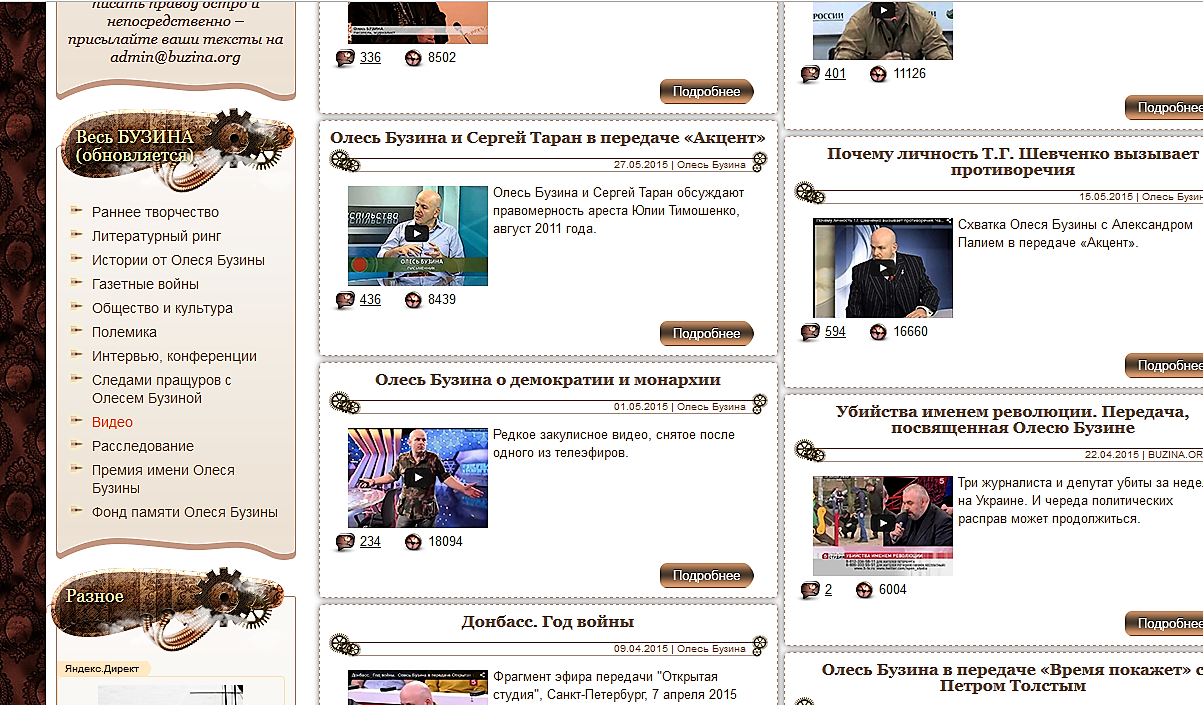 писать правду остро и
непосредственно –
присылайте ваши тексты на
admin@buzina.org
Весь БУЗИНА
(обновляется)
Раннее творчество
Литературный ринг
Истории от Олеся Бузины
Газетные войны
Общество и культура
Полемика
Интервью, конференции
Следами пращуров с
Олесем Бузиной
Видео
Расследование
Премия имени Олеся
Бузины
Фонд памяти Олеся Бузины
Разное
Яндекс.Директ
336 8502
Подробнее
Олесь Бузина и Сергей Таран в передаче «Акцент»
27.05.2015 | Олесь Бузина
Олесь Бузина и Сергей Таран обсуждают
правомерность ареста Юлии Тимошенко,
август 2011 года.
ОЛЕСЬ БУЗИНА
436 8439
Подробнее
Олесь Бузина о демократии и монархии
01.05.2015 | Олесь Бузина
Редкое закулисное видео, снятое после
одного из телеэфиров.
234 18094
Подробнее
Донбасс. Год войны
09.04.2015 | Олесь Бузина
Фрагмент эфира передачи "Открытая
студия", Санкт-Петербург, 7 апреля 2015
РОССИИ
401 11126
Подробнее
Почему личность Т.Г. Шевченко вызывает
противоречия
15.05.2015 | Олесь Бузин
Схватка Олеся Бузины с Александром
Палием в передаче «Акцент».
594 16660
Подробнее
Убийства именем революции. Передача,
посвященная Олесю Бузине
22.04.2015 | BUZINA.OR
Три журналиста и депутат убиты за неде
на Украине. И череда политических
расправ может продолжиться.
УБИЙСТВА ИМЕНЕМ РЕВОЛЮЦИИ
2 6004
Подробнее
Олесь Бузина в передаче «Время покажет» с
Петром Толстым